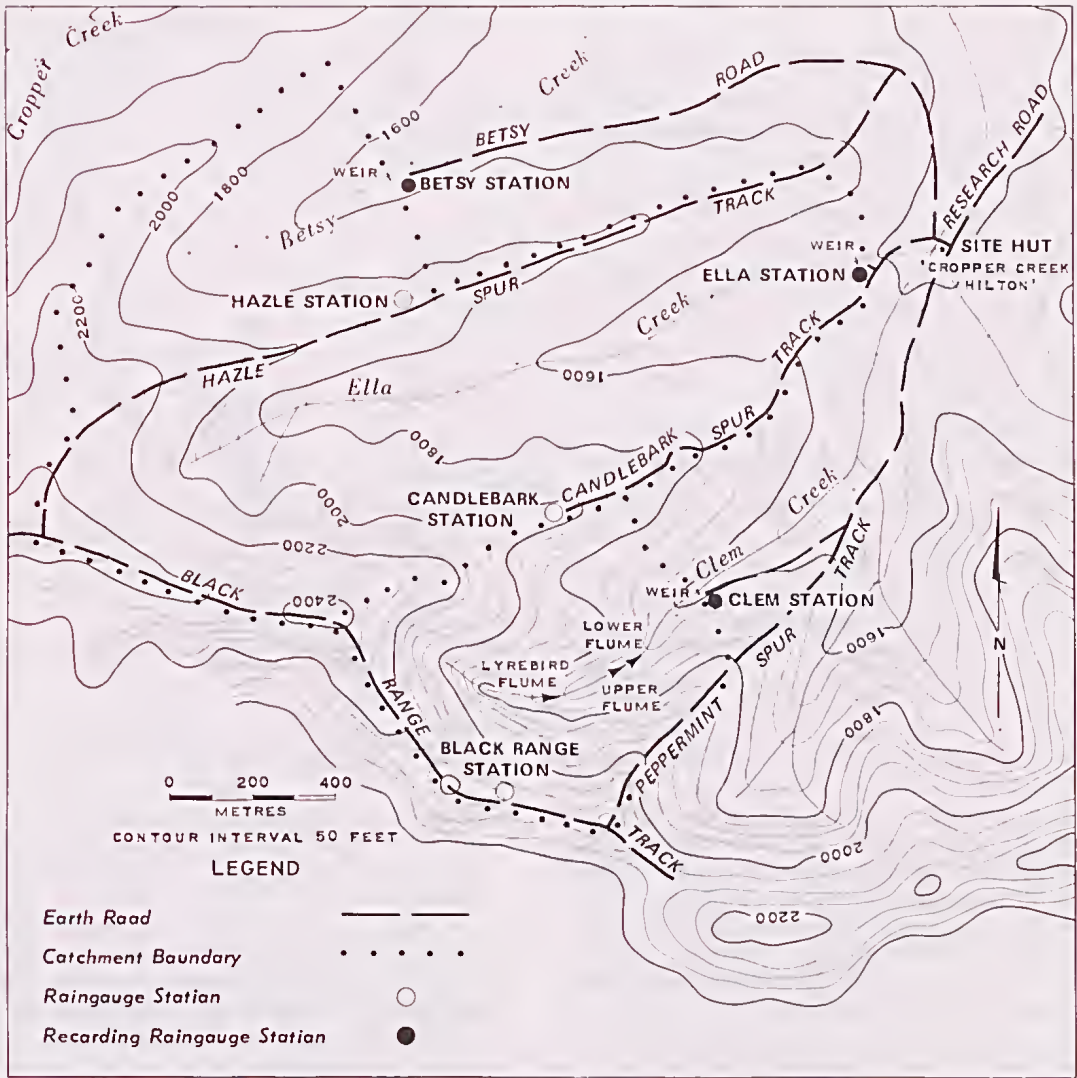 Cropper Creek
Creek
ROAD
BETSY
1600
WEIR
BETSY STATION
1800
2000
Betsy
TRACK
RESEARCH ROAD
WEIR
SITE HUT
'CROPPER CREEK
HILTON'
ELLA STATION
HAZLE STATION
SPUR
2200
HAZLE
Creek
TRACK
1600
Ella
SPUR
1800
CANDLEBARK
CANDLEBARK
STATION
2000
Creek
2200
TRACK
BLACK
Clem
WEIR
CLEM STATION
2400
LOWER
FLUME
SPUR
1600
N
LYREBIRD
FLUME
UPPER
FLUME
RANGE
1800
PEPPERMINT
BLACK RANGE
STATION
0 200 400
METRES
CONTOUR INTERVAL 50 FEET
TRACK
2000
LEGEND
2200
Earth Raad
Catchment Baundary
Raingauge Station
Recarding Raingauge Station